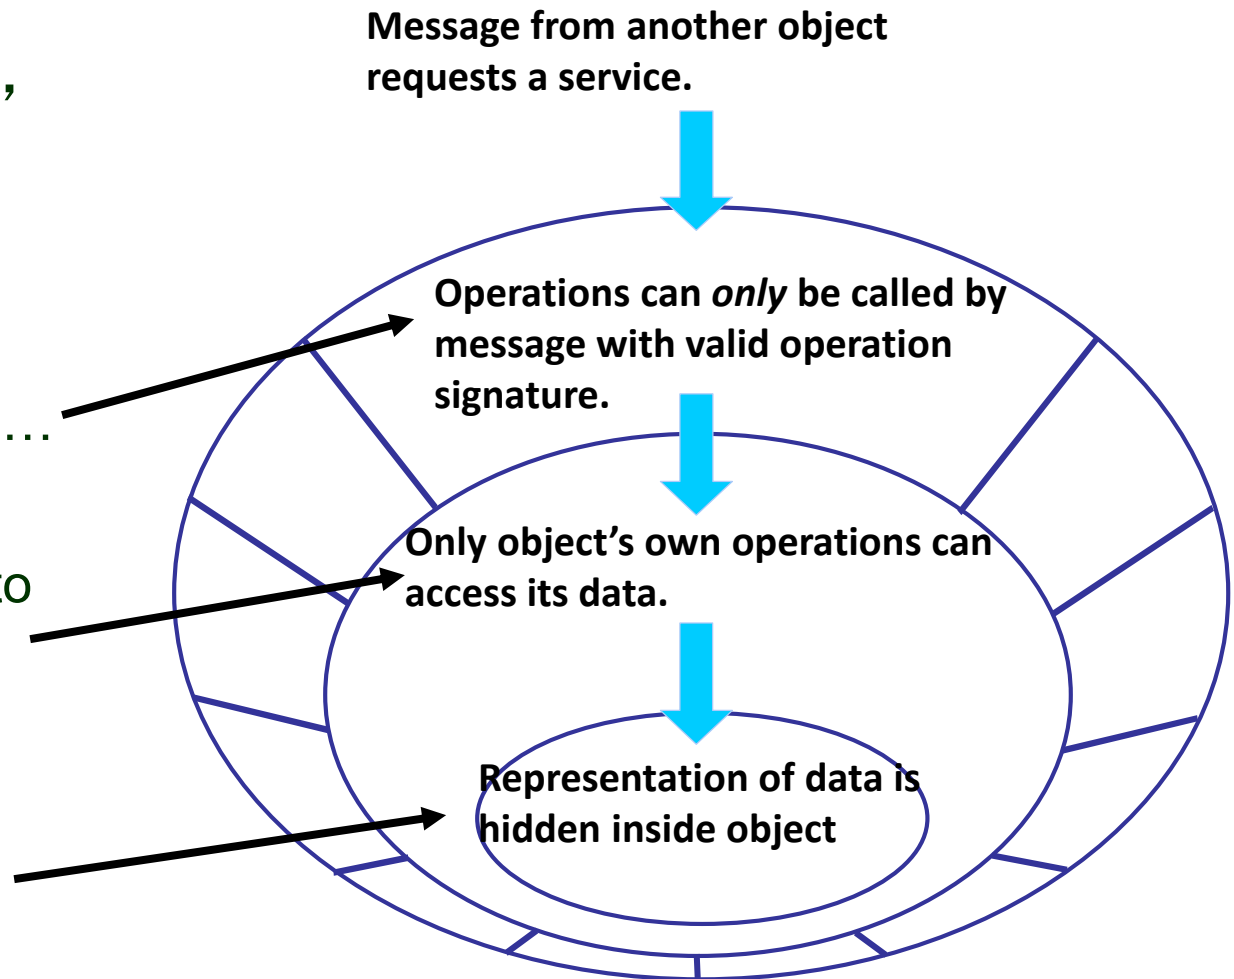 Message from another object
requests a service.
,
Operations can only be called by
message with valid operation
signature.
…
Only object’s own operations can
access its data.
to
Representation of data is
hidden inside object